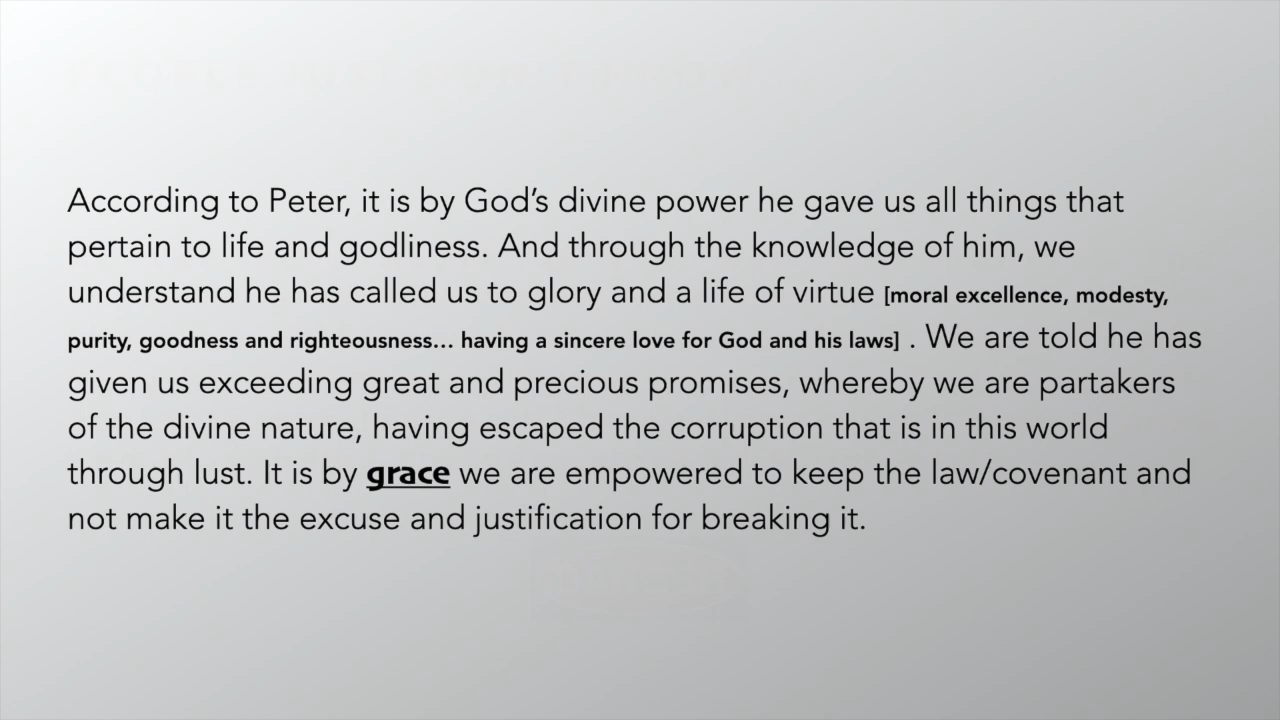 According to Peter, it is by God’s divine power he gave us all things that
pertain to life and godliness. And through the knowledge of him, we
understand he has called us to glory and a life of virtue [moral excellence, modesty,
purity, goodness and righteousness… having a sincere love for God and his laws] . We are told he has
given us exceeding great and precious promises, whereby we are partakers
of the divine nature, having escaped the corruption that is in this world
through lust. It is by grace we are empowered to keep the law/covenant and
not make it the excuse and justification for breaking it.